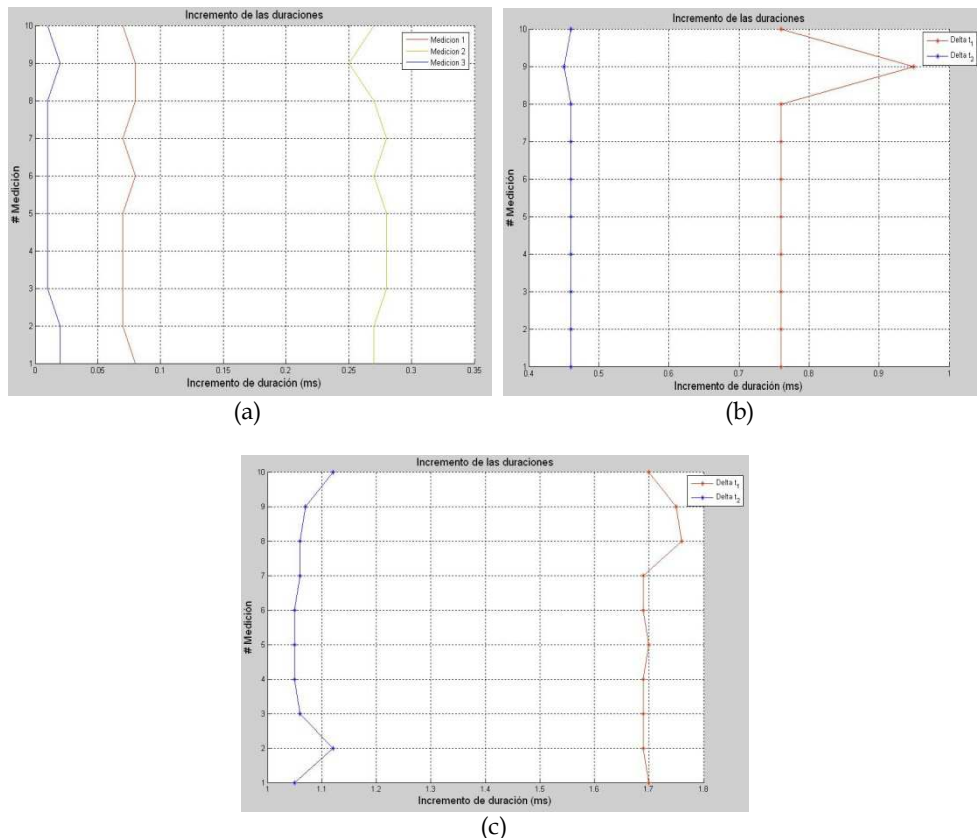 Incremento de las duraciones
Medicion 1
Medicion 2
Medicion 3
# Medición
10
9
8
7
6
5
4
3
2
1
0 0.05 0.1 0.15 0.2 0.25 0.3 0.35
Incremento de duración (ms)
(a)
Incremento de las duraciones
Delta t1
Delta t2
# Medición
10
9
8
7
6
5
4
3
2
1
0.4 0.5 0.6 0.7 0.8 0.9 1
Incremento de duración (ms)
(b)
Incremento de las duraciones
Delta t1
Delta t2
# Medición
10
9
8
7
6
5
4
3
2
1
1 1.1 1.2 1.3 1.4 1.5 1.6 1.7 1.8
Incremento de duración (ms)
(c)